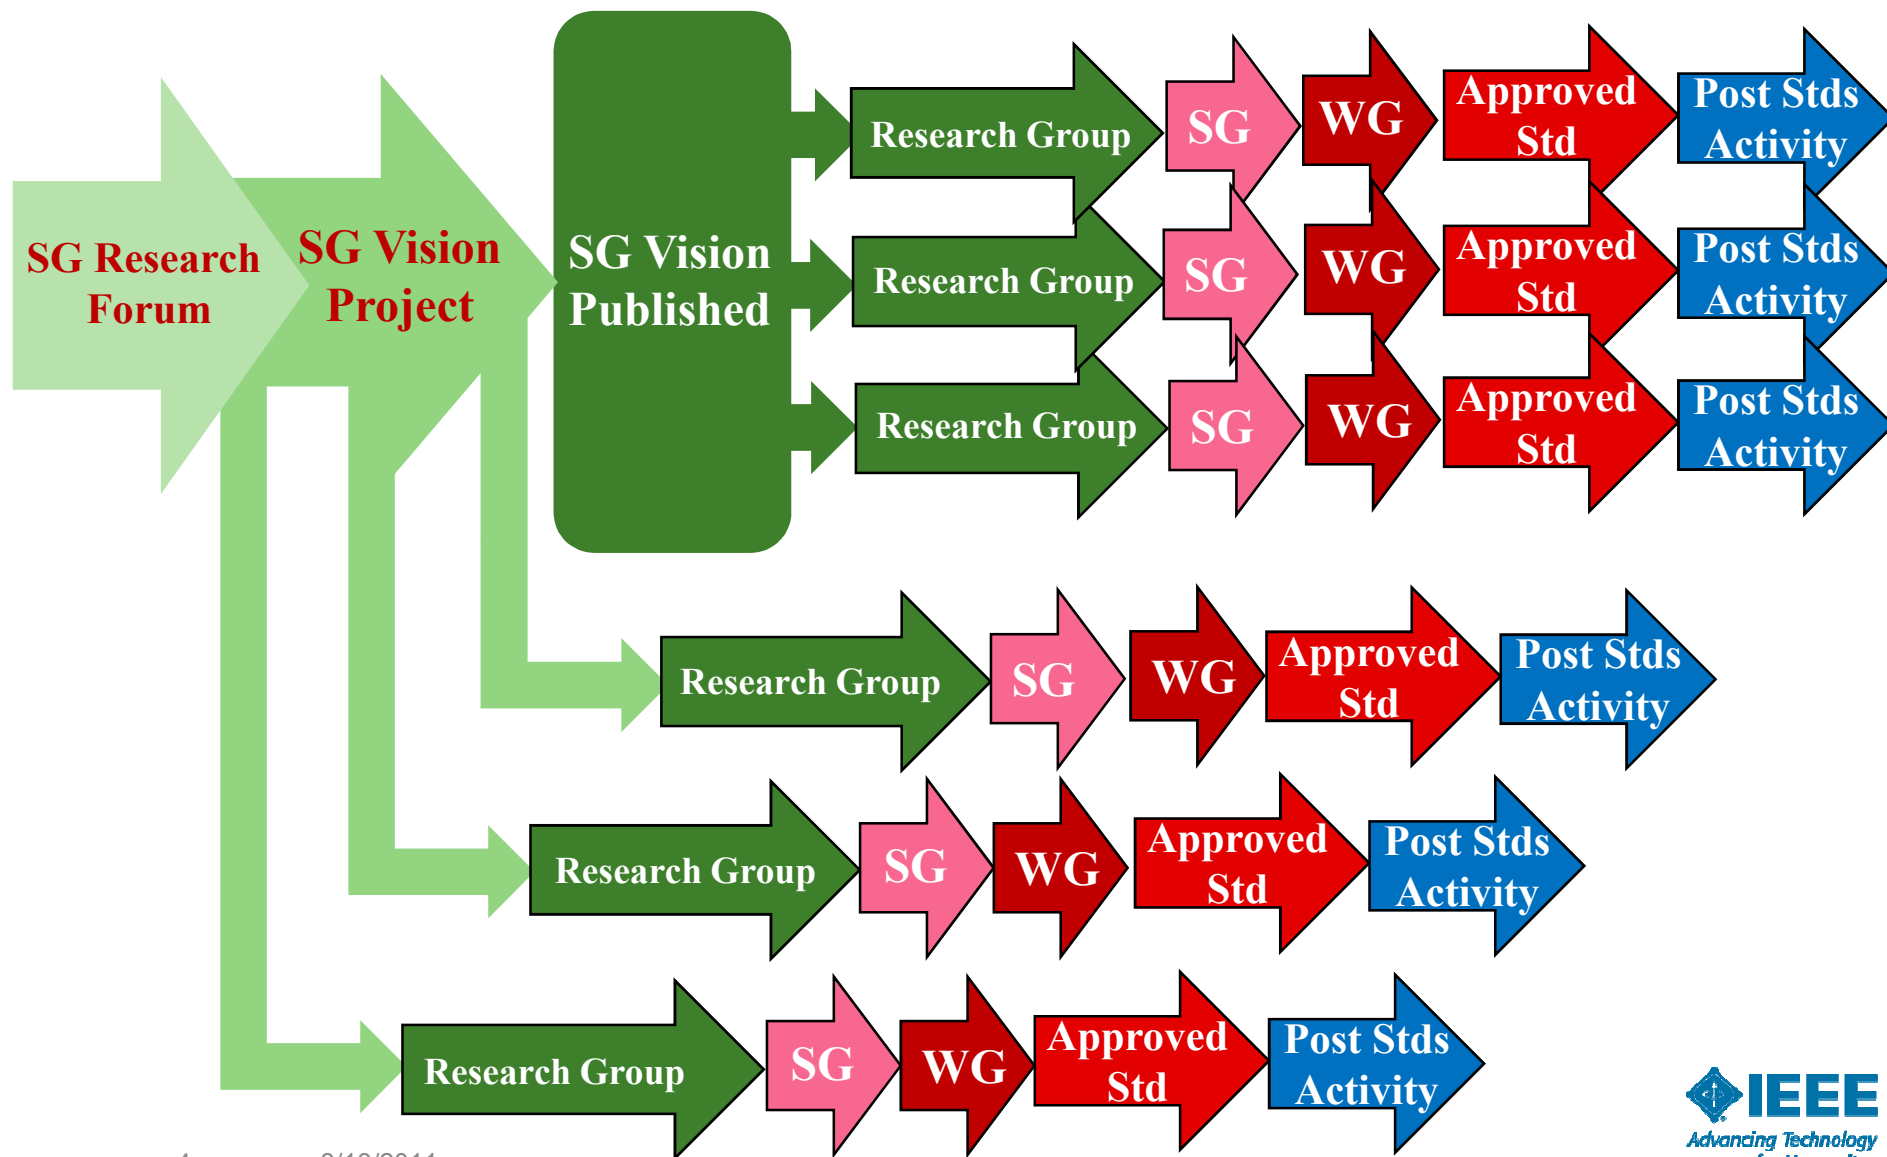 SG Research
Forum
SG Vision
Project
SG Vision
Published
Research Group
SG
WG
Approved
Std
Post Stds
Activity
Research Group
SG
WG
Approved
Std
Post Stds
Activity
Research Group
SG
WG
Approved
Std
Post Stds
Activity
Research Group
SG
WG
Approved
Std
Post Stds
Activity
Research Group
SG
WG
Approved
Std
Post Stds
Activity
Research Group
SG
WG
Approved
Std
Post Stds
Activity
IEEE
Advancing Technology